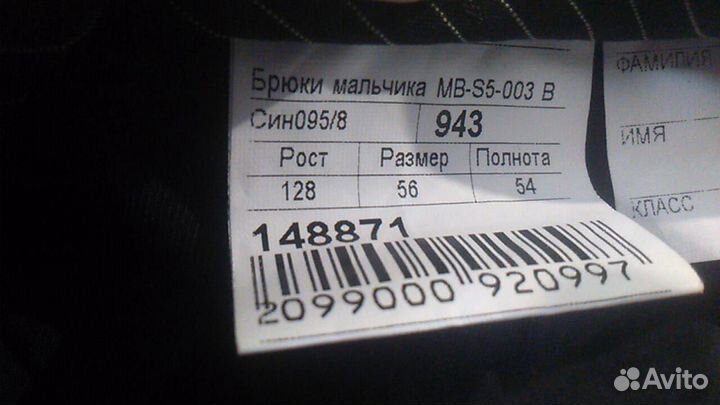 Брюки мальчика MB-S5-003 B
Син095/8 943
Рост Размер Полнота
128 56 54
148871
2099000 920997
ФАМИЛИЯ
ИМЯ
КЛАСС
Avito